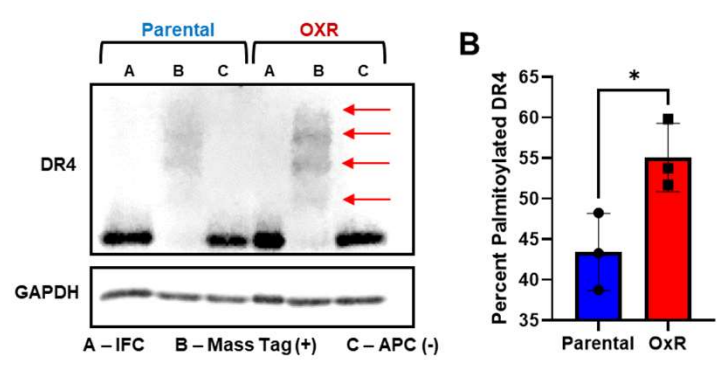 Parental OXR
A B C A B C
DR4
GAPDH
A – IFC B – Mass Tag (+) C – APC (-)
B
Percent Palmitoylated DR4
65
60
55
50
45
40
35
*
Parental OxR